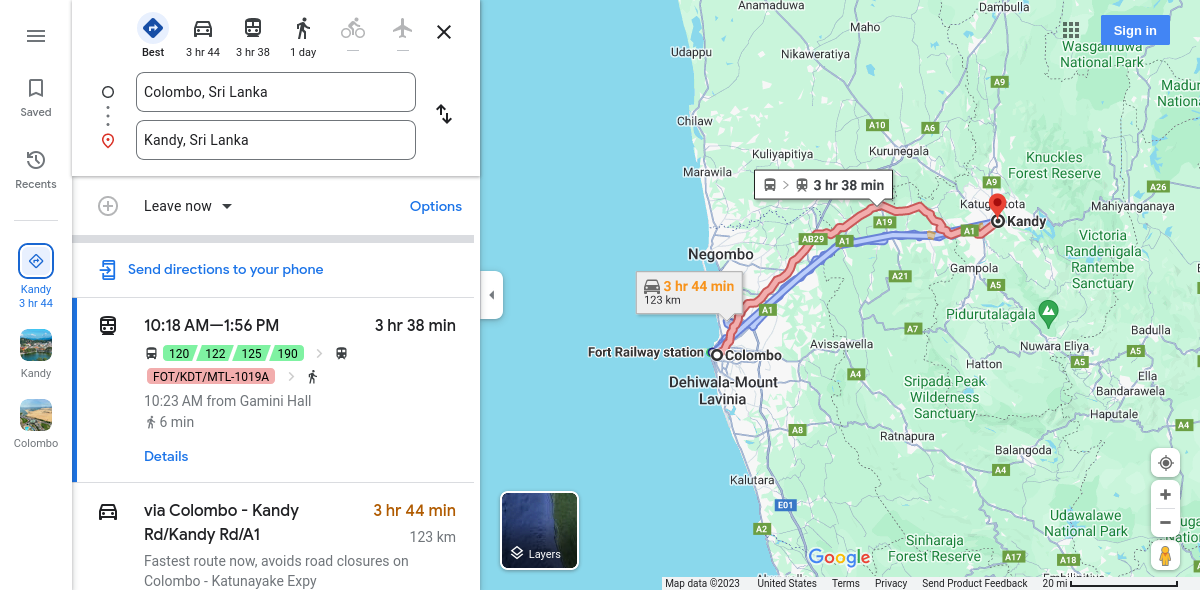 Best
3 hr 44
3 hr 38
1 day
—
—
Colombo, Sri Lanka
Kandy, Sri Lanka
Leave now
Options
Send directions to your phone
10:18 AM—1:56 PM
3 hr 38 min
120 122 125 190
FOT/KDT/MTL-1019A
10:23 AM from Gamini Hall
6 min
Details
via Colombo - Kandy
Rd/Kandy Rd/A1
3 hr 44 min
123 km
Fastest route now, avoids road closures on
Colombo - Katunayake Expy
Saved
Recents
Kandy
3 hr 44
Kandy
Colombo
Layers
Sign in
Anamaduwa
Dambulla
Maho
Udappu
Nikaweratiya
Wasgamuwa
National Park
A9
Chilaw
A10
A6
Kuliyapitiya
Kurunegala
Knuckles
Forest Reserve
Marawila
A9
A26
3 hr 38 min
Mahiyanganaya
A19
Kandy
A1
AB29
A1
Victoria
Randenigala
Rantembe
Sanctuary
Negombo
Gampola
A21
A5
3 hr 44 min
123 km
A1
Pidurutalagala
A7
Badulla
Avissawella
Nuwara Eliya
A5
Fort Railway station
Colombo
A5
Hatton
Ella
Dehiwala-Mount
Lavinia
A4
Sripada Peak
Wilderness
Sanctuary
Bandarawela
Haputale
A4
A8
Ratnapura
Balangoda
A4
Kalutara
E01
Udawalawe
National Park
A2
Sinharaja
Forest Reserve
Google
A17
A18
Map data ©2023
United States
Terms
Privacy
Send Product Feedback
20 mi